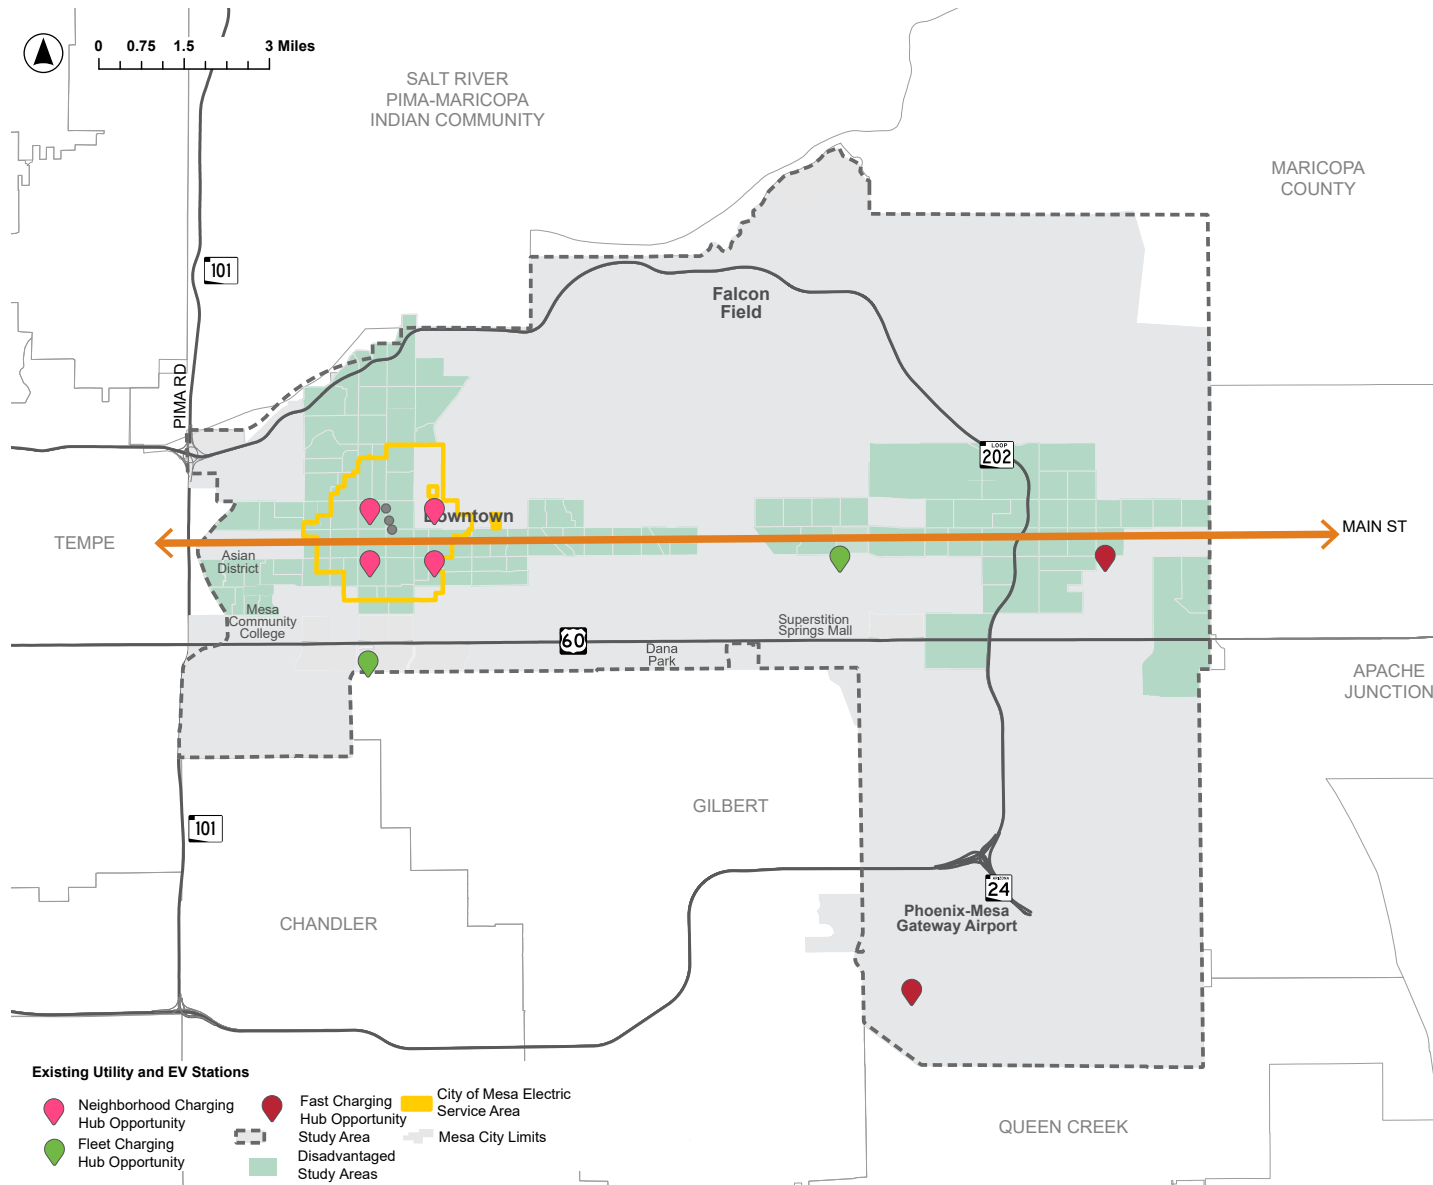 0 0.75 1.5 3 Miles
SALT RIVER
PIMA-MARICOPA
INDIAN COMMUNITY
MARICOPA
COUNTY
101
Falcon
Field
PIMA RD
LOOP
202
Downtown
MAIN ST
TEMPE
Asian
District
Mesa
Community
College
Superstition
Springs Mall
60
Dana
Park
APACHE
JUNCTION
GILBERT
101
ARIZONA
24
Phoenix-Mesa
Gateway Airport
CHANDLER
QUEEN CREEK
Existing Utility and EV Stations
Neighborhood Charging
Hub Opportunity
Fleet Charging
Hub Opportunity
Fast Charging
Hub Opportunity
Study Area
Disadvantaged
Study Areas
City of Mesa Electric
Service Area
Mesa City Limits